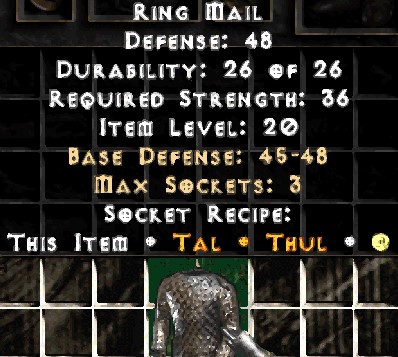 Ring Mail
Defense: 48
Durability: 26 of 26
Required Strength: 36
Item Level: 20
Base Defense: 45-48
Max Sockets: 3
Socket Recipe:
This Item • Tal • Thul •